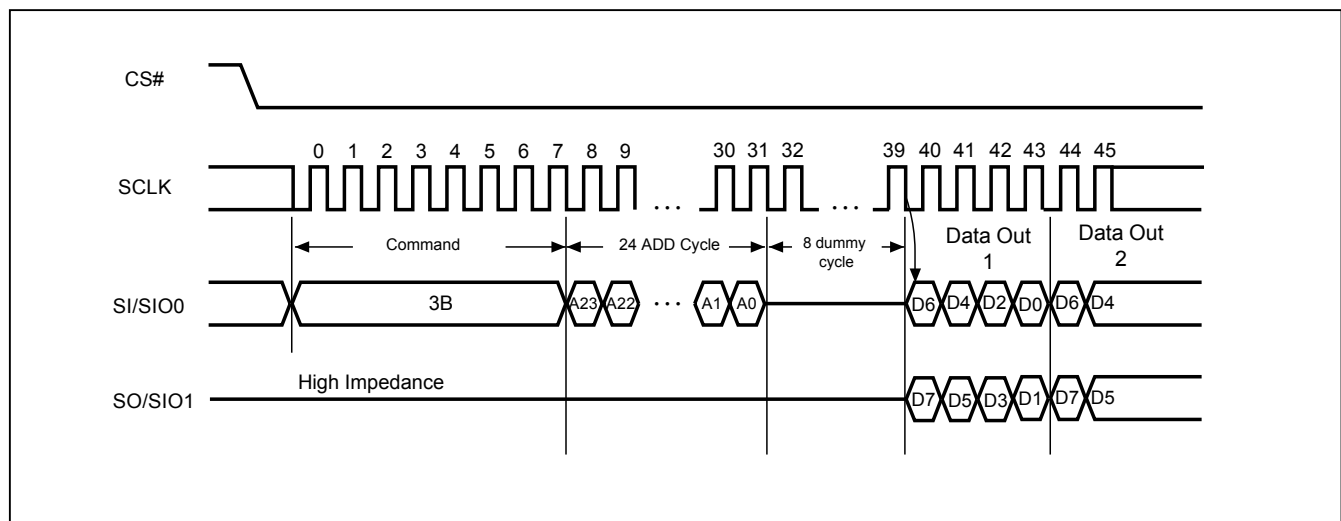 CS#
0 1 2 3 4 5 6 7 8 9 30 31 32 39 40 41 42 43 44 45
SCLK
... ...
Command 24 ADD Cycle 8 dummy cycle Data Out 1 Data Out 2
SI/SIO0 3B A23 A22 ... A1 A0 D6 D4 D2 D0 D6 D4
High Impedance
SO/SIO1 D7 D5 D3 D1 D7 D5